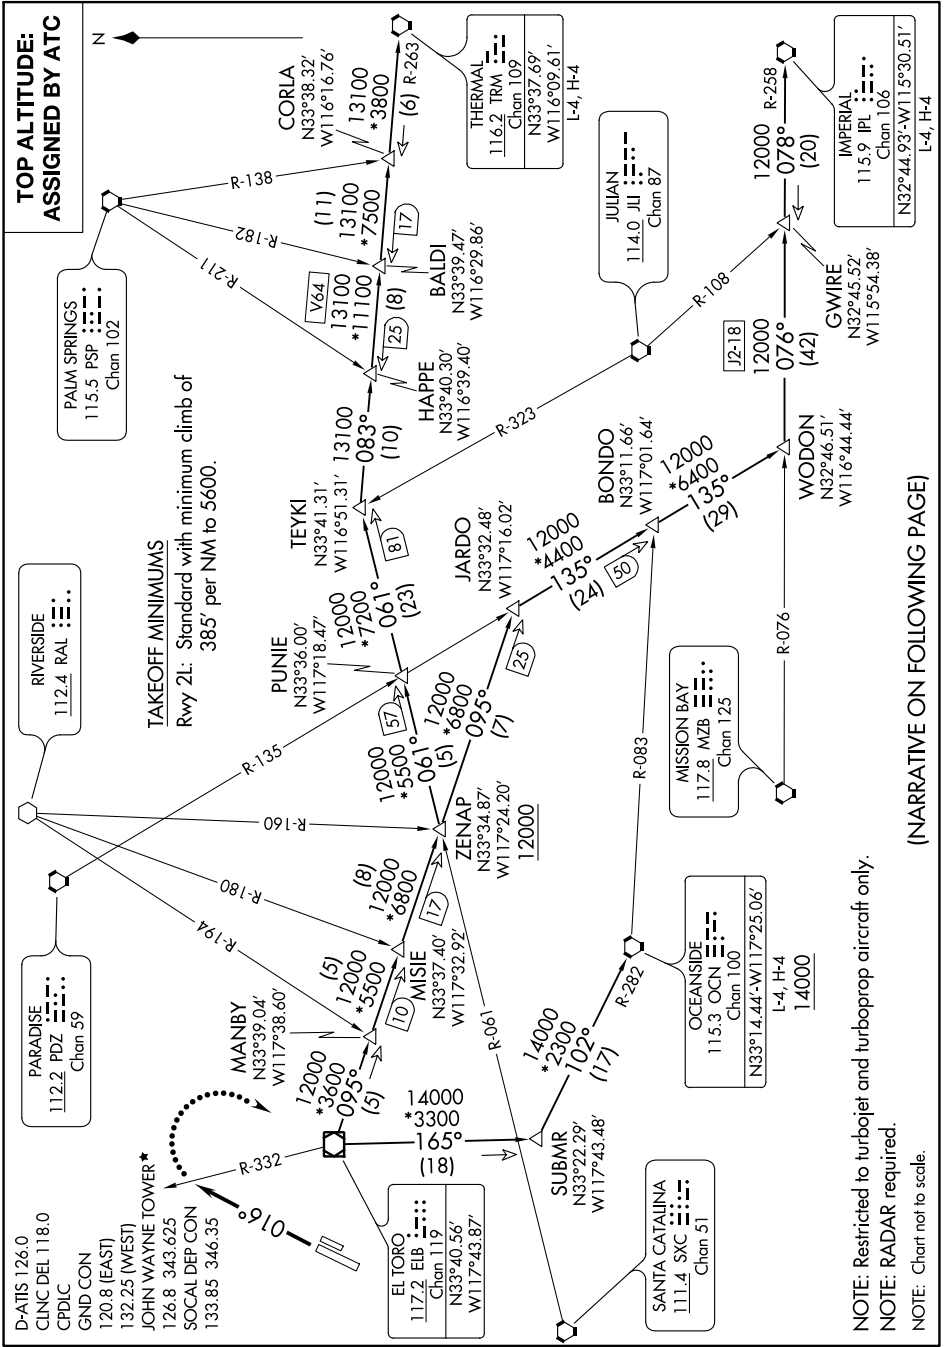 TOP ALTITUDE:
ASSIGNED BY ATC
N
D-ATIS 126.0
CLNC DEL 118.0
CPDLC
GND CON
120.8 (EAST)
132.25 (WEST)
JOHN WAYNE TOWER★
126.8 343.625
SOCAL DEP CON
133.85 346.35
PARADISE
112.2 PDZ
Chan 59
RIVERSIDE
112.4 RAL
TAKEOFF MINIMUMS
Rwy 2L: Standard with minimum climb of
385' per NM to 5600.
PALM SPRINGS
115.5 PSP
Chan 102
R-332
016°
R-194
R-180
R-160
R-135
R-211
R-182
R-138
EL TORO
117.2 ELB
Chan 119
N33°40.56'
W117°43.87'
12000
*3600
095°
(5)
MANBY
N33°39.04'
W117°38.60'
(5)
12000
*5500
10
MISIE
N33°37.40'
W117°32.92'
(8)
12000
*6800
17
ZENAP
N33°34.87'
W117°24.20'
12000
12000
*5500
061°
(5)
57
PUNIE
N33°36.00'
W117°18.47'
12000
*7200
061°
(23)
81
TEYKI
N33°41.31'
W116°51.31'
13100
083°
(10)
HAPPE
N33°40.30'
W116°39.40'
V64
13100
*11100
(8)
25
BALDI
N33°39.47'
W116°29.86'
(11)
13100
*7500
17
CORLA
N33°38.32'
W116°16.76'
13100
*3800
(6)
R-263
THERMAL
116.2 TRM
Chan 109
N33°37.69'
W116°09.61'
L-4, H-4
12000
*6800
095°
(7)
25
JARDO
N33°32.48'
W117°16.02'
12000
*4400
135°
(24)
50
BONDO
N33°11.66'
W117°01.64'
12000
*6400
135°
(29)
WODON
N32°46.51'
W116°44.44'
J2-18
12000
076°
(42)
GWIRE
N32°45.52'
W115°54.38'
12000
078°
(20)
R-258
IMPERIAL
115.9 IPL
Chan 106
N32°44.93'-W115°30.51'
L-4, H-4
JULIAN
114.0 JLI
Chan 87
R-323
R-108
14000
*3300
165°
(18)
SUBMR
N33°22.29'
W117°43.48'
14000
*2300
102°
(17)
R-282
R-061
R-083
R-076
OCEANSIDE
115.3 OCN
Chan 100
N33°14.44'-W117°25.06'
L-4, H-4
14000
MISSION BAY
117.8 MZB
Chan 125
SANTA CATALINA
111.4 SXC
Chan 51
NOTE: Restricted to turbojet and turboprop aircraft only.
NOTE: RADAR required.
NOTE: Chart not to scale.
(NARRATIVE ON FOLLOWING PAGE)